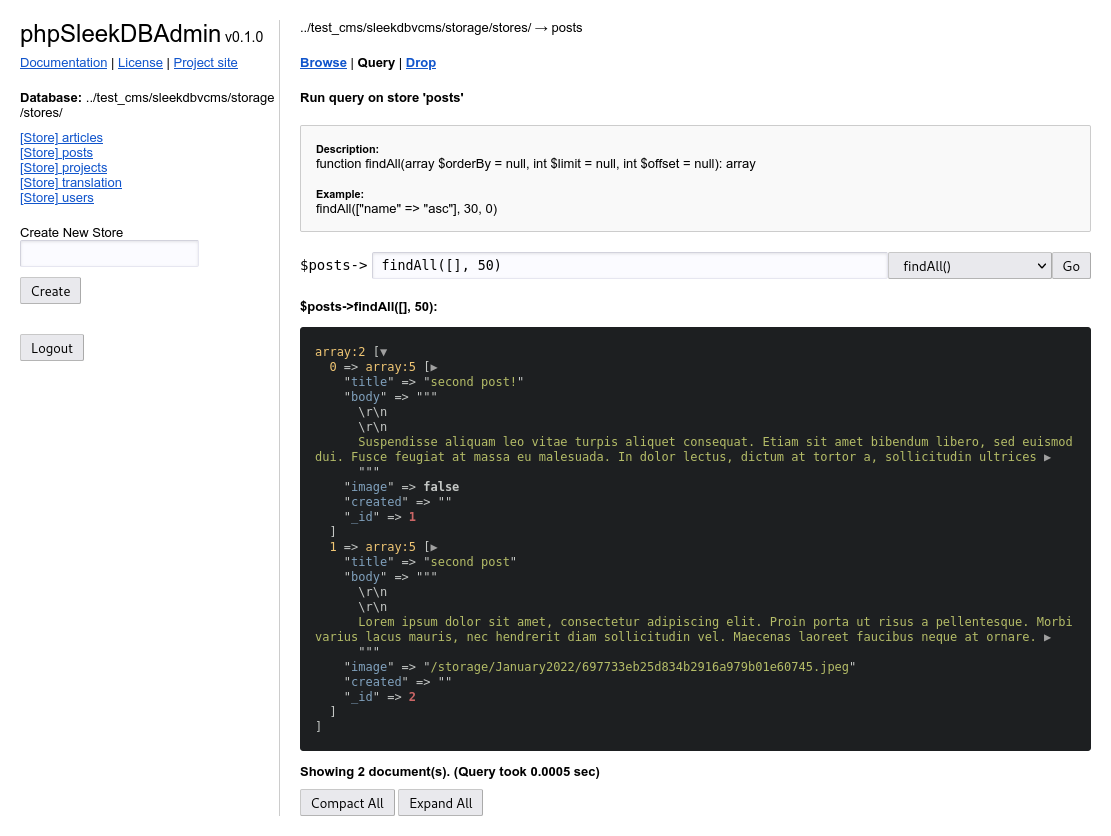 phpSleekDBAdmin v0.1.0
Documentation | License | Project site
Database: ../test_cms/sleekdbvcms/storage
/stores/
[Store] articles
[Store] posts
[Store] projects
[Store] translation
[Store] users
Create New Store
Create
Logout
../test_cms/sleekdbvcms/storage/stores/ → posts
Browse | Query | Drop
Run query on store 'posts'
Description:
function findAll(array $orderBy = null, int $limit = null, int $offset = null): array
Example:
findAll(["name" => "asc"], 30, 0)
$posts-> findAll([], 50) findAll() Go
$posts->findAll([], 50):
array:2 [▼
  0 => array:5 [▶
    "title" => "second post!"
    "body" => """
      \r\n
      \r\n
      Suspendisse aliquam leo vitae turpis aliquet consequat. Etiam sit amet bibendum libero, sed euismod
dui. Fusce feugiat at massa eu malesuada. In dolor lectus, dictum at tortor a, sollicitudin ultrices ▶
      """
    "image" => false
    "created" => ""
    "_id" => 1
  ]
  1 => array:5 [▶
    "title" => "second post"
    "body" => """
      \r\n
      \r\n
      Lorem ipsum dolor sit amet, consectetur adipiscing elit. Proin porta ut risus a pellentesque. Morbi
varius lacus mauris, nec hendrerit diam sollicitudin vel. Maecenas laoreet faucibus neque at ornare. ▶
      """
    "image" => "/storage/January2022/697733eb25d834b2916a979b01e60745.jpeg"
    "created" => ""
    "_id" => 2
  ]
]
Showing 2 document(s). (Query took 0.0005 sec)
Compact All Expand All